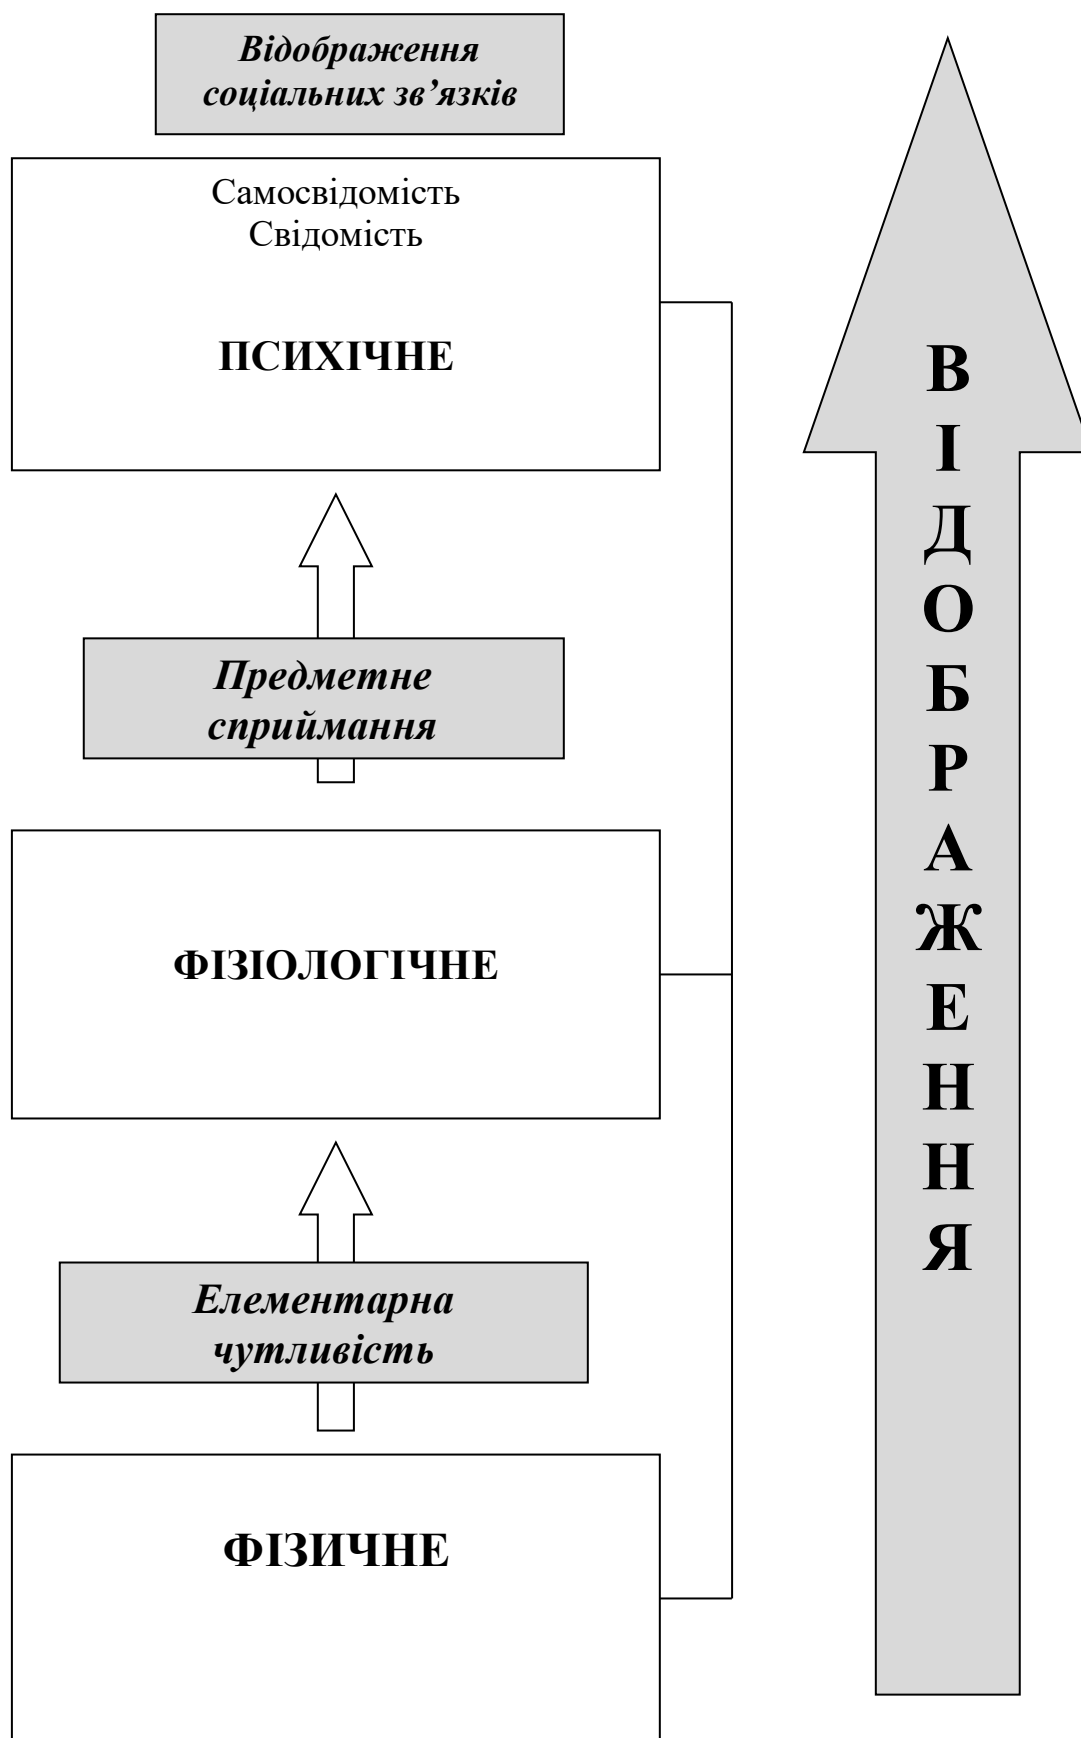 Відображення
соціальних зв’язків
Самосвідомість
Свідомість
ПСИХІЧНЕ
Предметне
сприймання
ФІЗІОЛОГІЧНЕ
Елементарна
чутливість
ФІЗИЧНЕ
В
І
Д
О
Б
Р
А
Ж
Е
Н
Н
Я